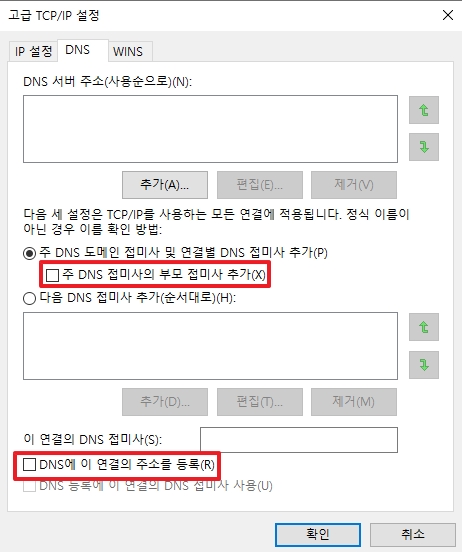 고급 TCP/IP 설정
IP 설정 DNS WINS
DNS 서버 주소(사용순으로)(N):
추가(A)... 편집(E)... 제거(V)
다음 세 설정은 TCP/IP를 사용하는 모든 연결에 적용됩니다. 정식 이름이
아닌 경우 이름 확인 방법:
주 DNS 도메인 접미사 및 연결별 DNS 접미사 추가(P)
주 DNS 접미사의 부모 접미사 추가(X)
다음 DNS 접미사 추가(순서대로)(H):
추가(D)... 편집(T)... 제거(M)
이 연결의 DNS 접미사(S):
DNS에 이 연결의 주소를 등록(R)
DNS 등록에 이 연결의 DNS 접미사 사용(U)
확인 취소